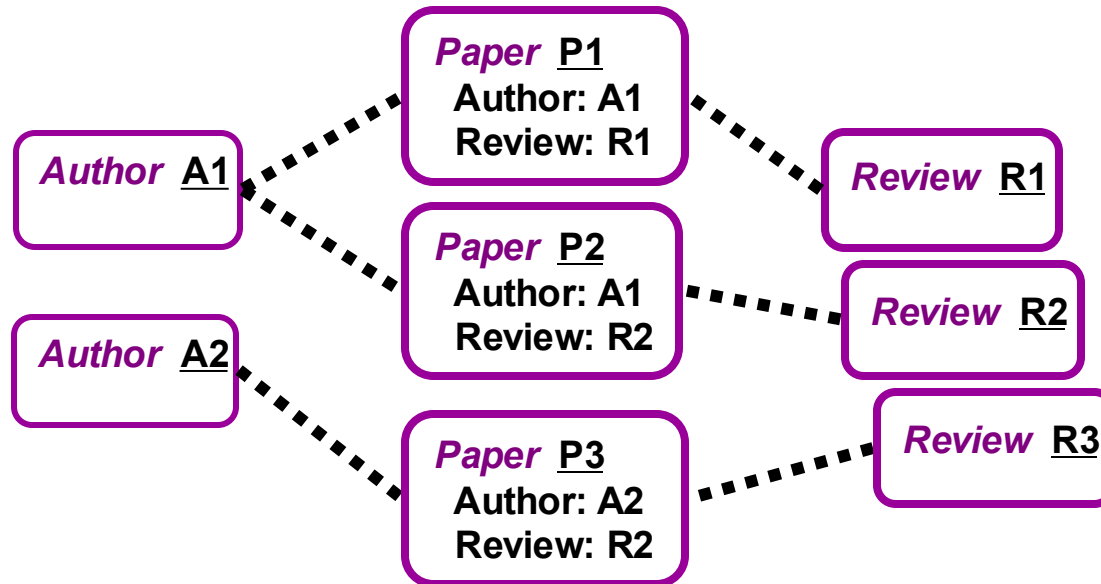 Author A1
Author A2
Paper P1
Author: A1
Review: R1
Paper P2
Author: A1
Review: R2
Paper P3
Author: A2
Review: R2
Review R1
Review R2
Review R3